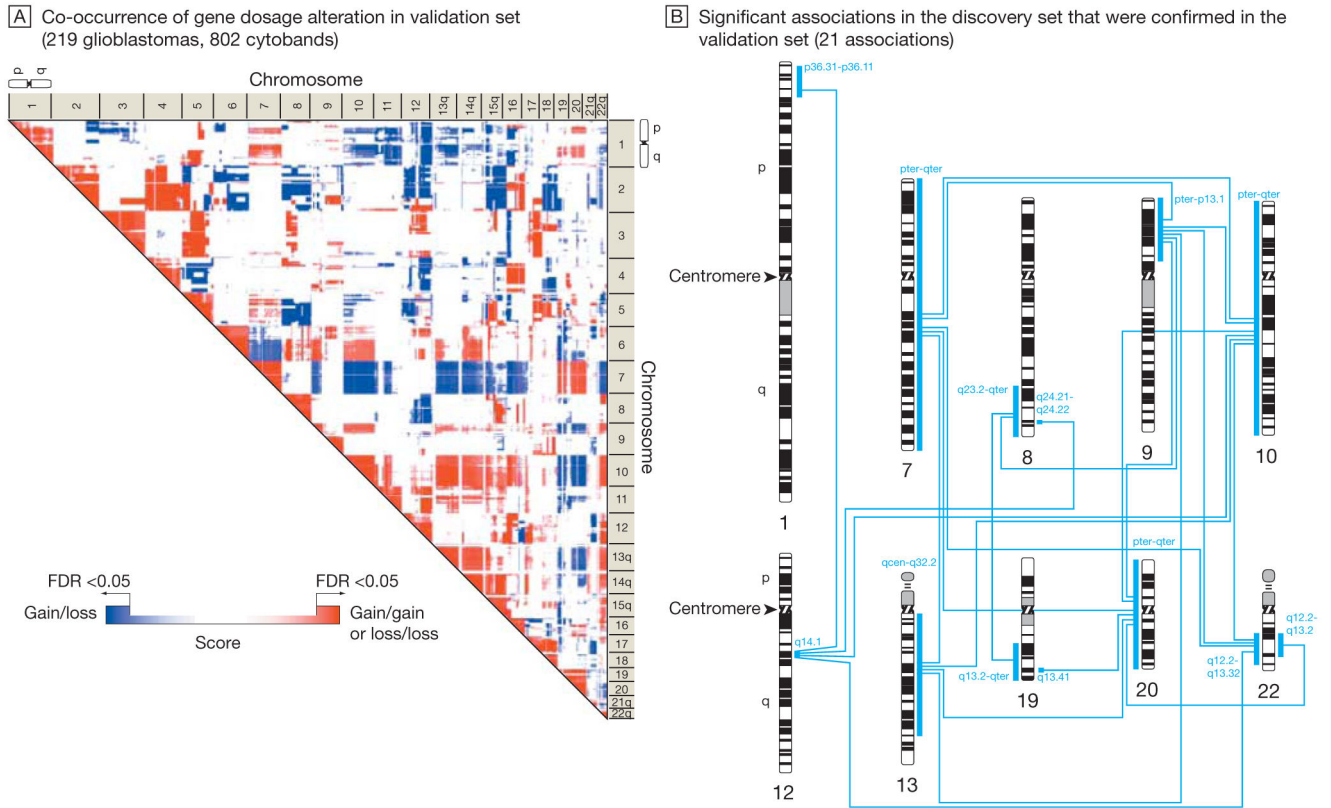 A Co-occurrence of gene dosage alteration in validation set
(219 glioblastomas, 802 cytobands)
p q
Chromosome
1 2 3 4 5 6 7 8 9 10 11 12 13q 14q 15q 16 17 18 19 20 21q 22q
p
q
1
2
3
4
5
6
7
8
9
10
11
12
13q
14q
15q
16
17
18
19
20
21q
22q
Chromosome
FDR <0.05
FDR <0.05
Gain/loss
Gain/gain
or loss/loss
Score
B Significant associations in the discovery set that were confirmed in the
validation set (21 associations)
p36.31-p36.11
p
Centromere
q
1
pter-qter
7
q23.2-qter
q24.21-
q24.22
8
pter-p13.1
9
pter-qter
10
p
Centromere
q14.1
q
12
qcen-q32.2
13
q13.2-qter
q13.41
19
pter-qter
20
q12.2-
q13.2
q12.2-
q13.32
22